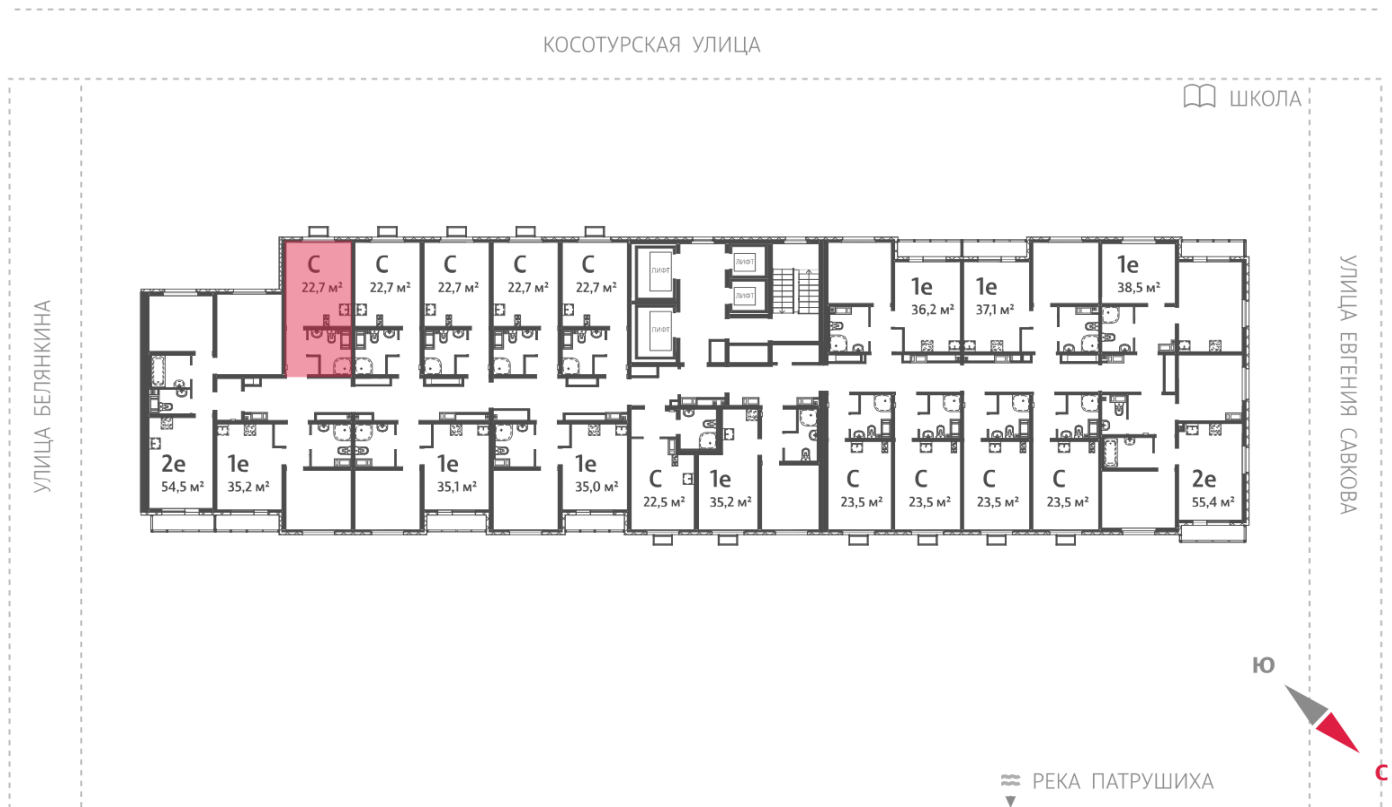 КОСОТУРСКАЯ УЛИЦА
ШКОЛА
УЛИЦА БЕЛЯНКИНА
УЛИЦА ЕВГЕНИЯ САВКОВА
С
22,7 м²
С
22,7 м²
С
22,7 м²
С
22,7 м²
С
22,7 м²
ЛИФТ
ЛИФТ
ЛИФТ
ЛИФТ
1е
36,2 м²
1е
37,1 м²
1е
38,5 м²
2е
54,5 м²
1е
35,2 м²
1е
35,1 м²
1е
35,0 м²
С
22,5 м²
1е
35,2 м²
С
23,5 м²
С
23,5 м²
С
23,5 м²
С
23,5 м²
2е
55,4 м²
Ю
С
РЕКА ПАТРУШИХА